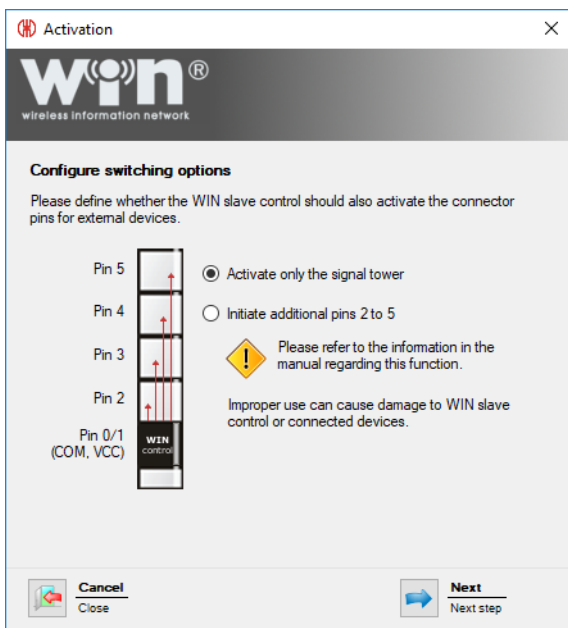 Activation
WIN®
wireless information network
Configure switching options
Please define whether the WIN slave control should also activate the connector
pins for external devices.
Pin 5
Activate only the signal tower
Pin 4
Initiate additional pins 2 to 5
Pin 3
Please refer to the information in the
manual regarding this function.
Pin 2
Improper use can cause damage to WIN slave
control or connected devices.
Pin 0/1
(COM, VCC)
WIN
control
Cancel
Close
Next
Next step